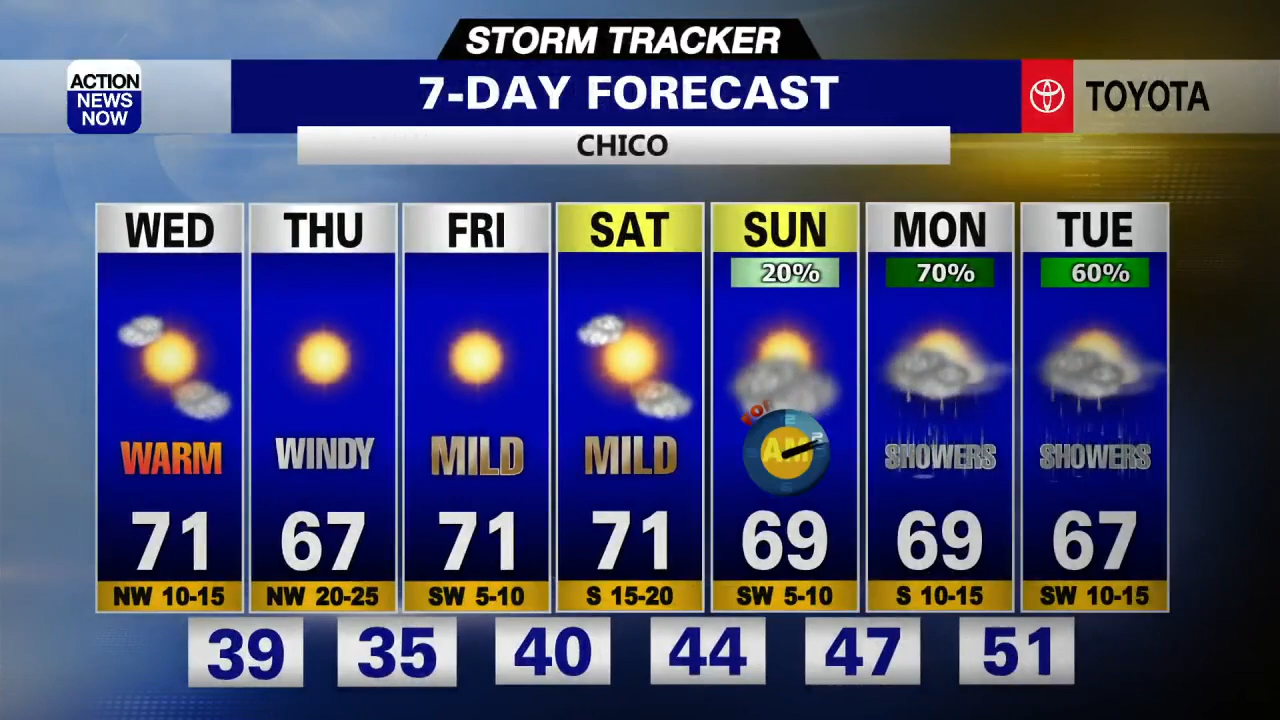 STORM TRACKER
ACTION
NEWS
NOW
7-DAY FORECAST
TOYOTA
CHICO
WED THU FRI SAT SUN MON TUE
20% 70% 60%
WARM WINDY MILD MILD AM SHOWERS SHOWERS
71 67 71 71 69 69 67
NW 10-15 NW 20-25 SW 5-10 S 15-20 SW 5-10 S 10-15 SW 10-15
39 35 40 44 47 51